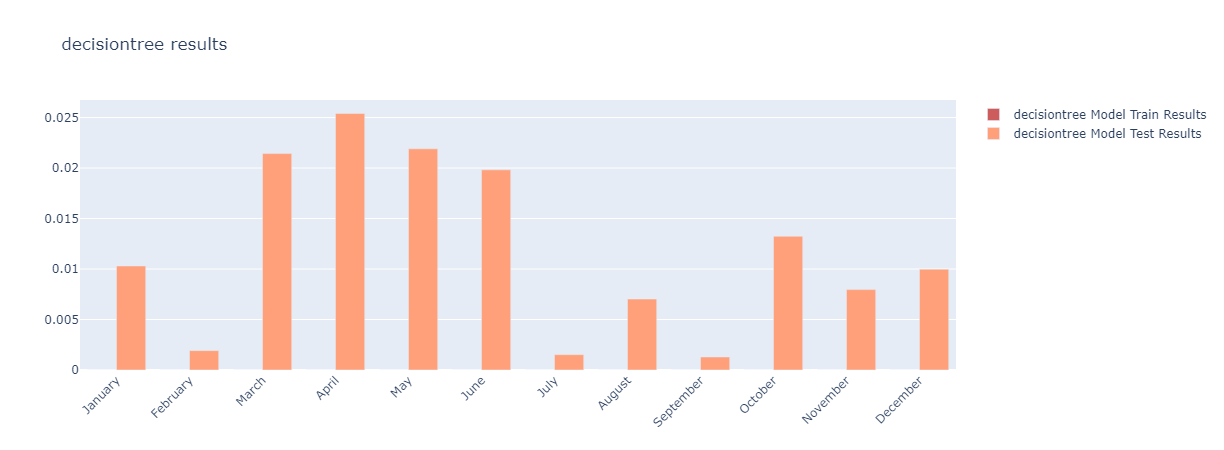 decisiontree results
decisiontree Model Train Results
decisiontree Model Test Results
0.025
0.02
0.015
0.01
0.005
0
January
February
March
April
May
June
July
August
September
October
November
December